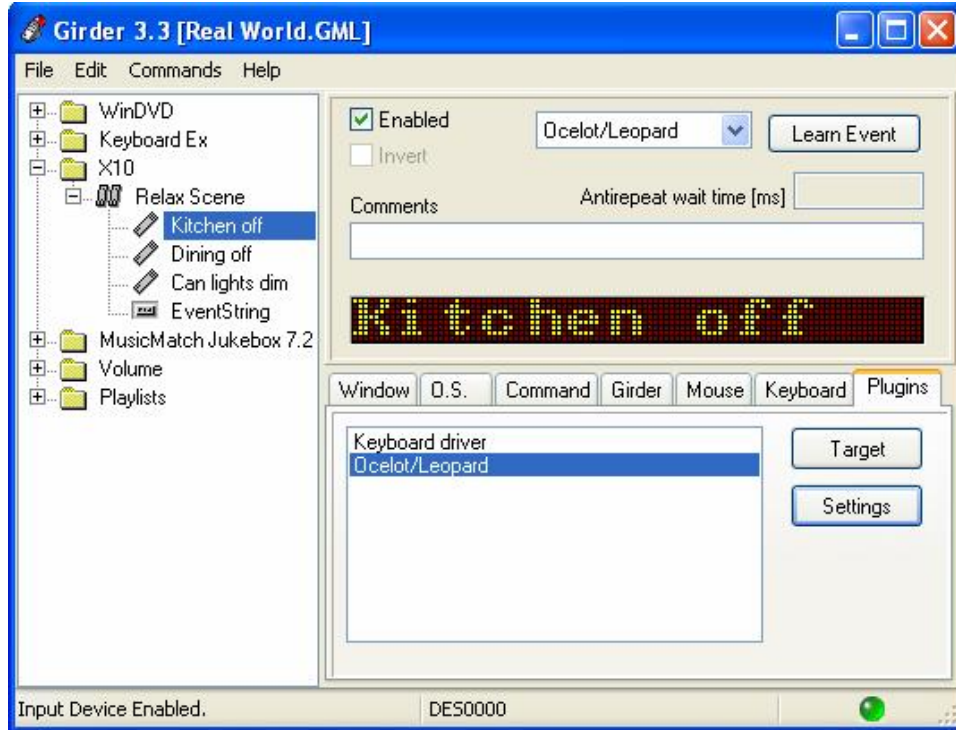 Girder 3.3 [Real World.GML]
File Edit Commands Help
WinDVD
Keyboard Ex
X10
Relax Scene
Kitchen off
Dining off
Can lights dim
EventString
MusicMatch Jukebox 7.2
Volume
Playlists
Enabled
Ocelot/Leopard
Learn Event
Invert
Antirepeat wait time [ms]
Comments
Kitchen off
Window O.S. Command Girder Mouse Keyboard Plugins
Keyboard driver
Ocelot/Leopard
Target
Settings
Input Device Enabled. DES0000